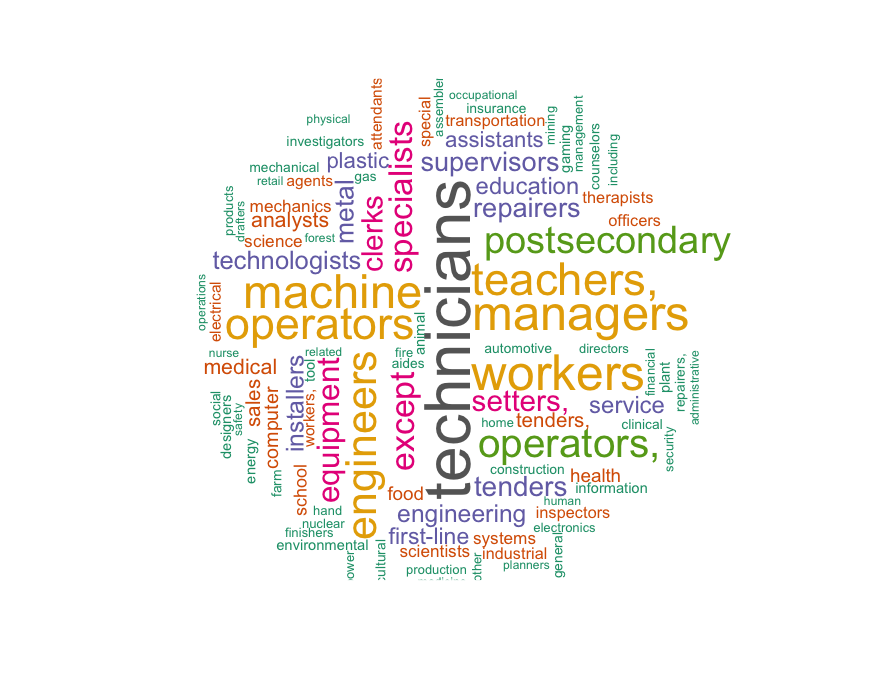 occupational
insurance
transportation
assistants
supervisors
attendants
special
assembler
mining
gaming
management
counselors
including
physical
investigators
plastic
specialists
mechanical
gas
retail
agents
metal
clerks
products
drafters
mechanics
analysts
science
forest
technologists
education
repairers
therapists
officers
postsecondary
technicians
teachers,
managers
machine
operators
operations
electrical
animal
nurse
related
fire
aides
automotive
directors
medical
installers
tool
equipment
engineers
except
workers
financial
plant
repairers,
administrative
setters,
service
social
designers
safety
sales
computer
workers,
home
tenders,
clinical
operators,
security
energy
farm
school
food
construction
tenders
health
information
human
hand
nuclear
finishers
environmental
engineering
first-line
inspectors
electronics
systems
scientists
industrial
general
planners
production
other